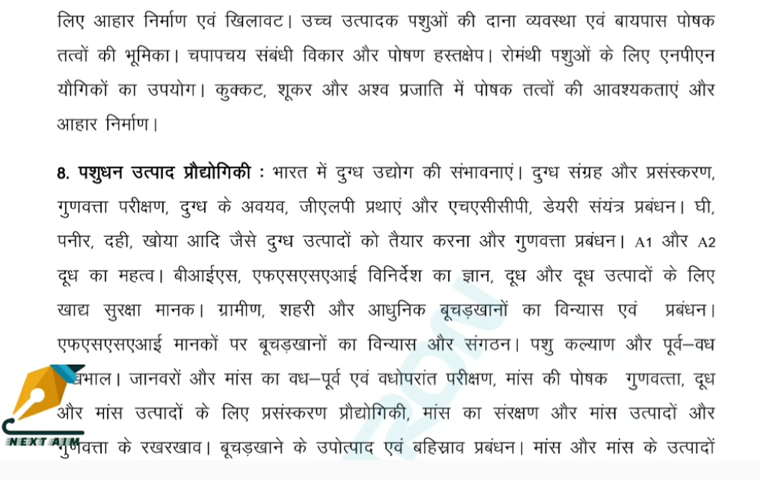 लिए आहार निर्माण एवं खिलावट। उच्च उत्पादक पशुओं की दाना व्यवस्था एवं बायपास पोषक
तत्वों की भूमिका। चपापचय संबंधी विकार और पोषण हस्तक्षेप। रोमंथी पशुओं के लिए एनपीएन
यौगिकों का उपयोग। कुक्कट, शूकर और अश्व प्रजाति में पोषक तत्वों की आवश्यकताएं और
आहार निर्माण।
8. पशुधन उत्पाद प्रौद्योगिकी : भारत में दुग्ध उद्योग की संभावनाएं। दुग्ध संग्रह और प्रसंस्करण,
गुणवत्ता परीक्षण, दुग्ध के अवयव, जीएलपी प्रथाएं और एचएसीसीपी, डेयरी संयंत्र प्रबंधन। घी,
पनीर, दही, खोया आदि जैसे दुग्ध उत्पादों को तैयार करना और गुणवत्ता प्रबंधन। A1 और A2
दूध का महत्व। बीआईएस, एफएसएसएआई विनिर्देश का ज्ञान, दूध और दूध उत्पादों के लिए
खाद्य सुरक्षा मानक। ग्रामीण, शहरी और आधुनिक बूचड़खानों का विन्यास एवं प्रबंधन।
एफएसएसएआई मानकों पर बूचड़खानों का विन्यास और संगठन। पशु कल्याण और पूर्व–वध
जानवरों और मांस का वध–पूर्व एवं वधोपरांत परीक्षण, मांस की पोषक गुणवत्ता, दूध
और मांस उत्पादों के लिए प्रसंस्करण प्रौद्योगिकी, मांस का संरक्षण और मांस उत्पादों और
गुणवत्ता के रखरखाव। बूचड़खाने के उपोत्पाद एवं बहिस्राव प्रबंधन। मांस और मांस के उत्पादों
NEXT AIM